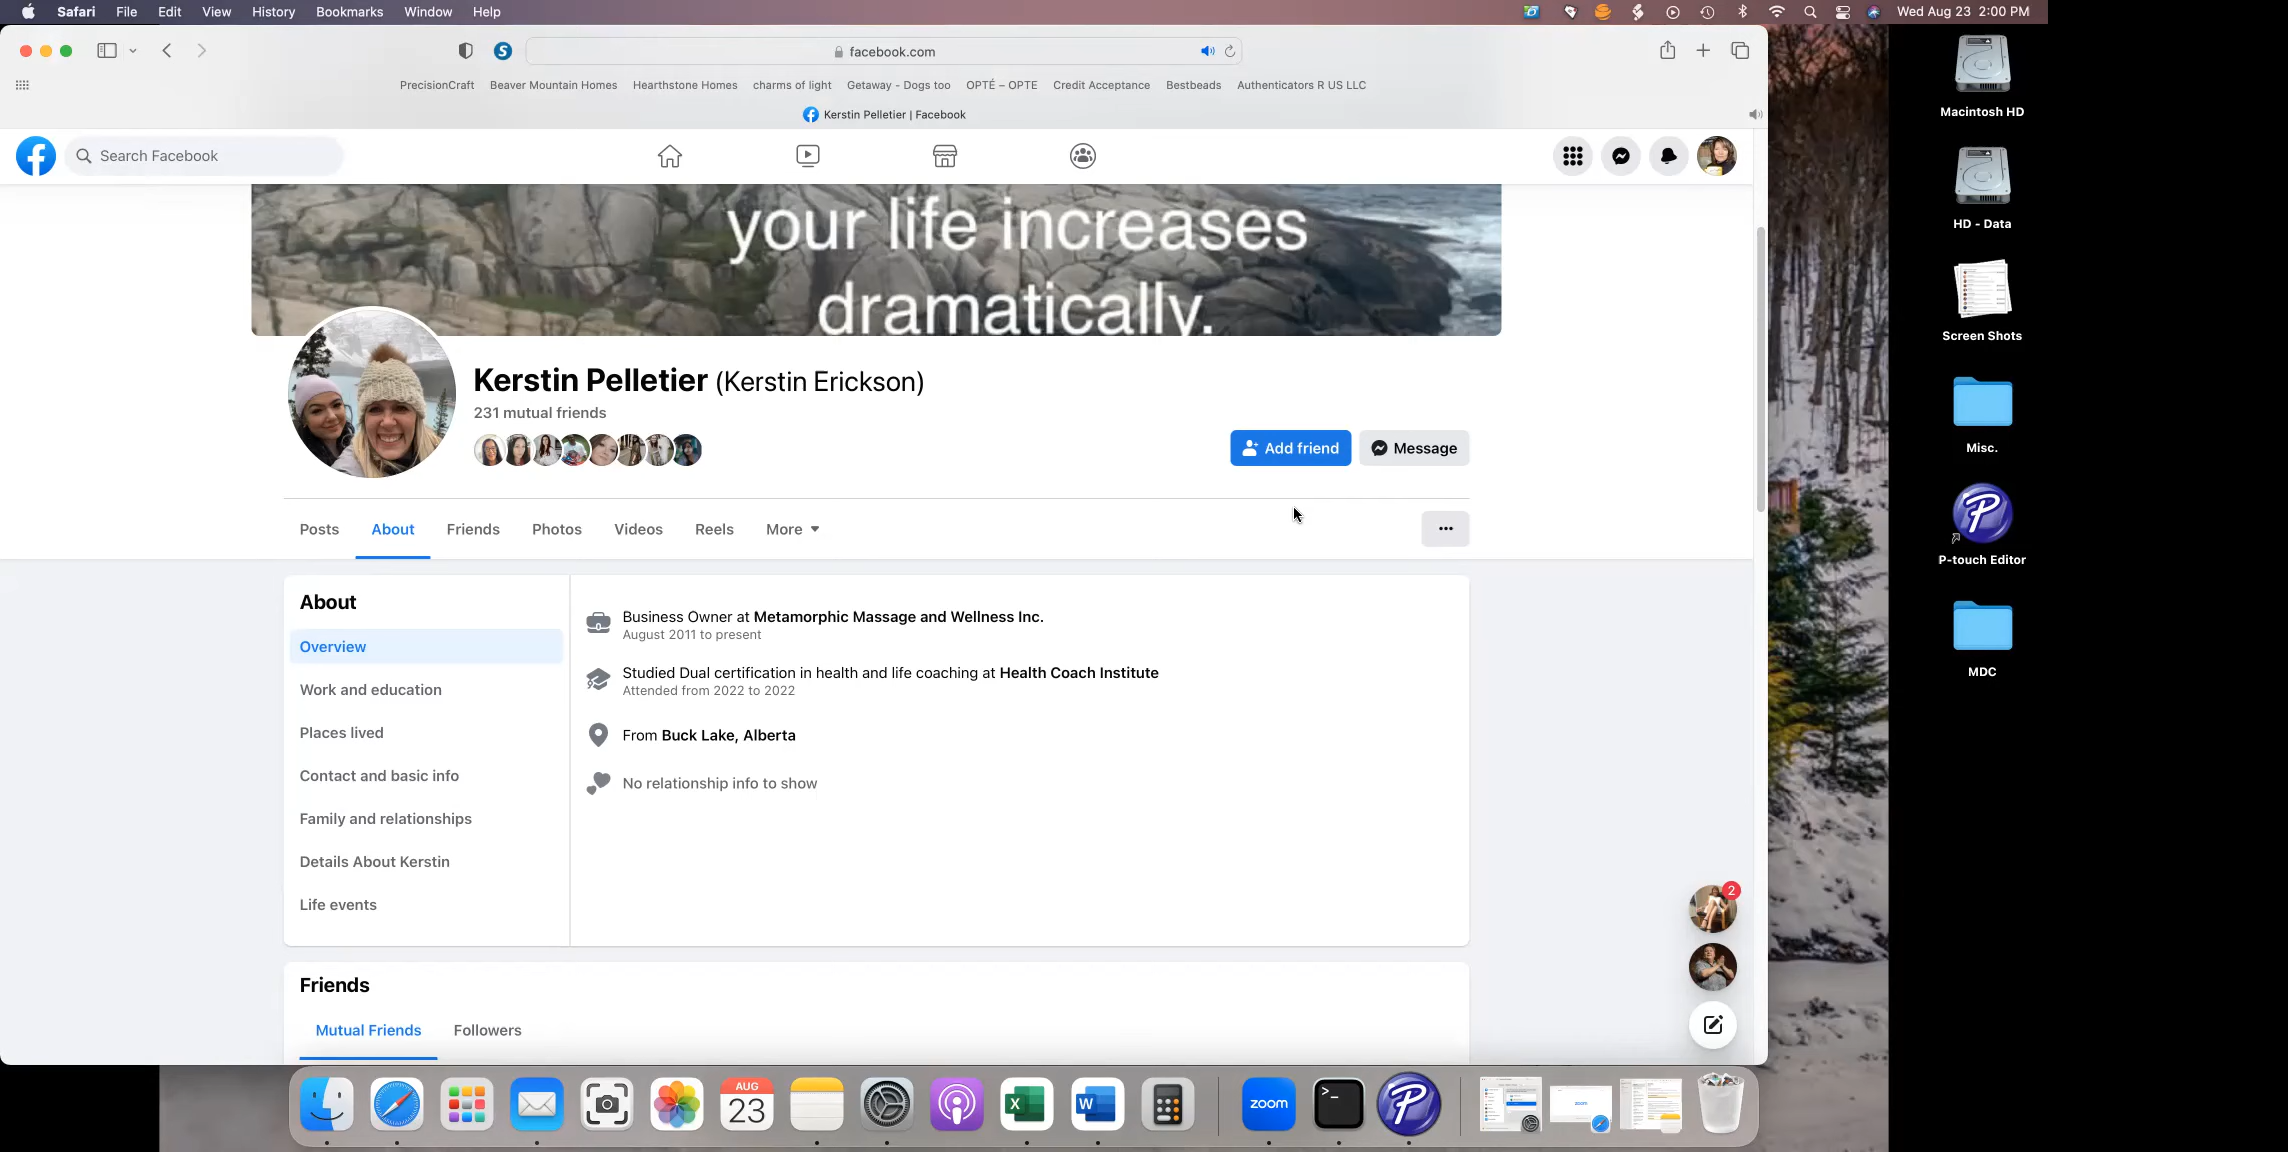 Safari File Edit View History Bookmarks Window Help
Wed Aug 23 2:00 PM
facebook.com
PrecisionCraft Beaver Mountain Homes Hearthstone Homes charms of light Getaway - Dogs too OPTÉ – OPTE Credit Acceptance Bestbeads Authenticators R US LLC
Kerstin Pelletier | Facebook
Search Facebook
your life increases
dramatically.
Kerstin Pelletier (Kerstin Erickson)
231 mutual friends
Add friend
Message
Posts About Friends Photos Videos Reels More
About
Overview
Work and education
Places lived
Contact and basic info
Family and relationships
Details About Kerstin
Life events
Business Owner at Metamorphic Massage and Wellness Inc.
August 2011 to present
Studied Dual certification in health and life coaching at Health Coach Institute
Attended from 2022 to 2022
From Buck Lake, Alberta
No relationship info to show
2
Friends
Mutual Friends Followers
Macintosh HD
HD - Data
Screen Shots
Misc.
P-touch Editor
MDC
AUG
23
zoom